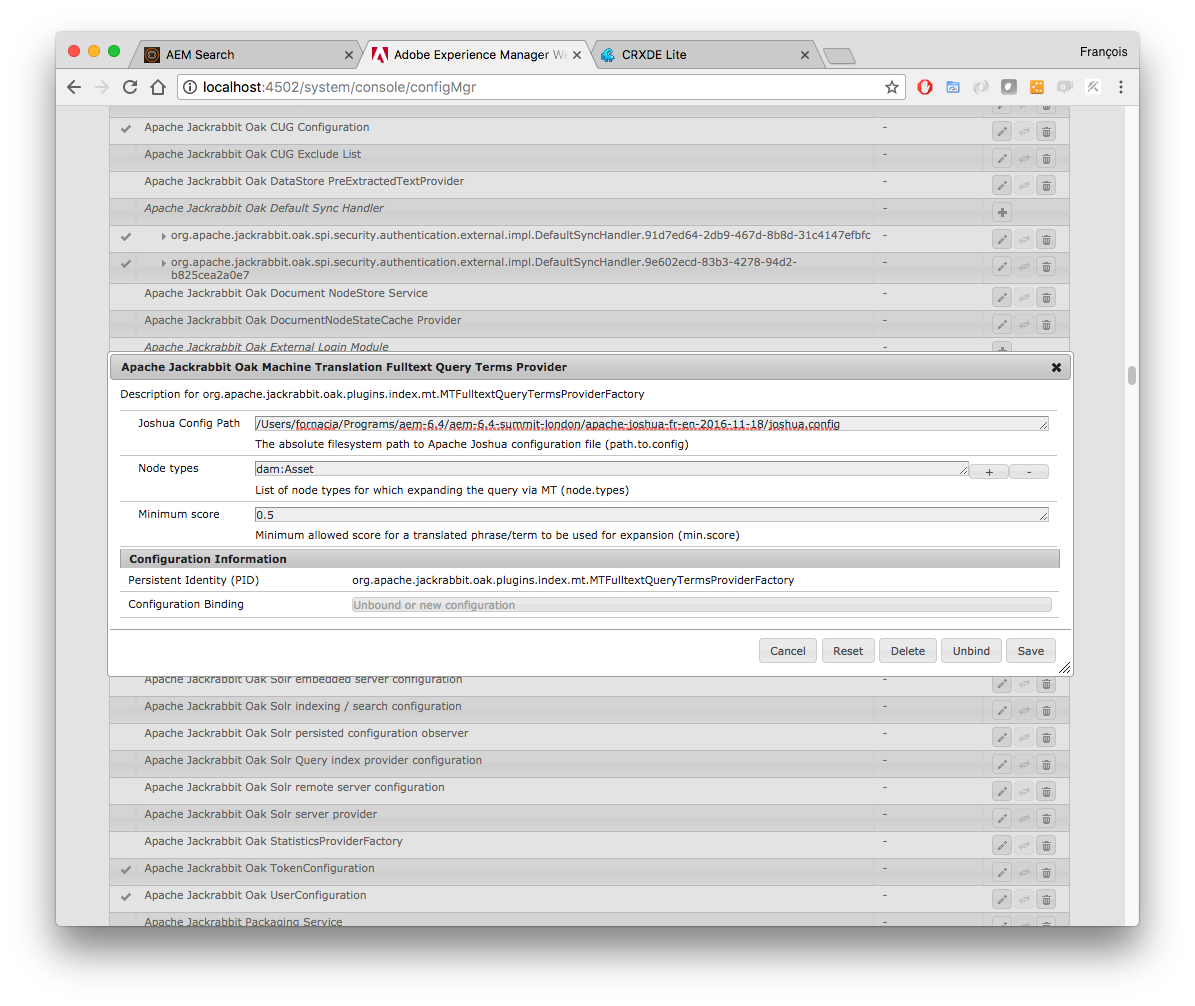 AEM Search
Adobe Experience Manager We
CRXDE Lite
François
localhost:4502/system/console/configMgr
Apache Jackrabbit Oak CUG Configuration -
Apache Jackrabbit Oak CUG Exclude List -
Apache Jackrabbit Oak DataStore PreExtractedTextProvider -
Apache Jackrabbit Oak Default Sync Handler -
org.apache.jackrabbit.oak.spi.security.authentication.external.impl.DefaultSyncHandler.91d7ed64-2db9-467d-8b8d-31c4147efbfc -
org.apache.jackrabbit.oak.spi.security.authentication.external.impl.DefaultSyncHandler.9e602ecd-83b3-4278-94d2- -
b825cea2a0e7
Apache Jackrabbit Oak Document NodeStore Service -
Apache Jackrabbit Oak DocumentNodeStateCache Provider -
Apache Jackrabbit Oak External Login Module
Apache Jackrabbit Oak Machine Translation Fulltext Query Terms Provider
Description for org.apache.jackrabbit.oak.plugins.index.mt.MTFulltextQueryTermsProviderFactory
Joshua Config Path /Users/fornacia/Programs/aem-6.4/aem-6.4-summit-london/apache-joshua-fr-en-2016-11-18/joshua.config
The absolute filesystem path to Apache Joshua configuration file (path.to.config)
Node types dam:Asset + -
List of node types for which expanding the query via MT (node.types)
Minimum score 0.5
Minimum allowed score for a translated phrase/term to be used for expansion (min.score)
Configuration Information
Persistent Identity (PID) org.apache.jackrabbit.oak.plugins.index.mt.MTFulltextQueryTermsProviderFactory
Configuration Binding Unbound or new configuration
Cancel Reset Delete Unbind Save
Apache Jackrabbit Oak Solr embedded server configuration -
Apache Jackrabbit Oak Solr indexing / search configuration -
Apache Jackrabbit Oak Solr persisted configuration observer -
Apache Jackrabbit Oak Solr Query index provider configuration -
Apache Jackrabbit Oak Solr remote server configuration -
Apache Jackrabbit Oak Solr server provider -
Apache Jackrabbit Oak StatisticsProviderFactory -
Apache Jackrabbit Oak TokenConfiguration -
Apache Jackrabbit Oak UserConfiguration -
Apache Jackrabbit Packaging Service -